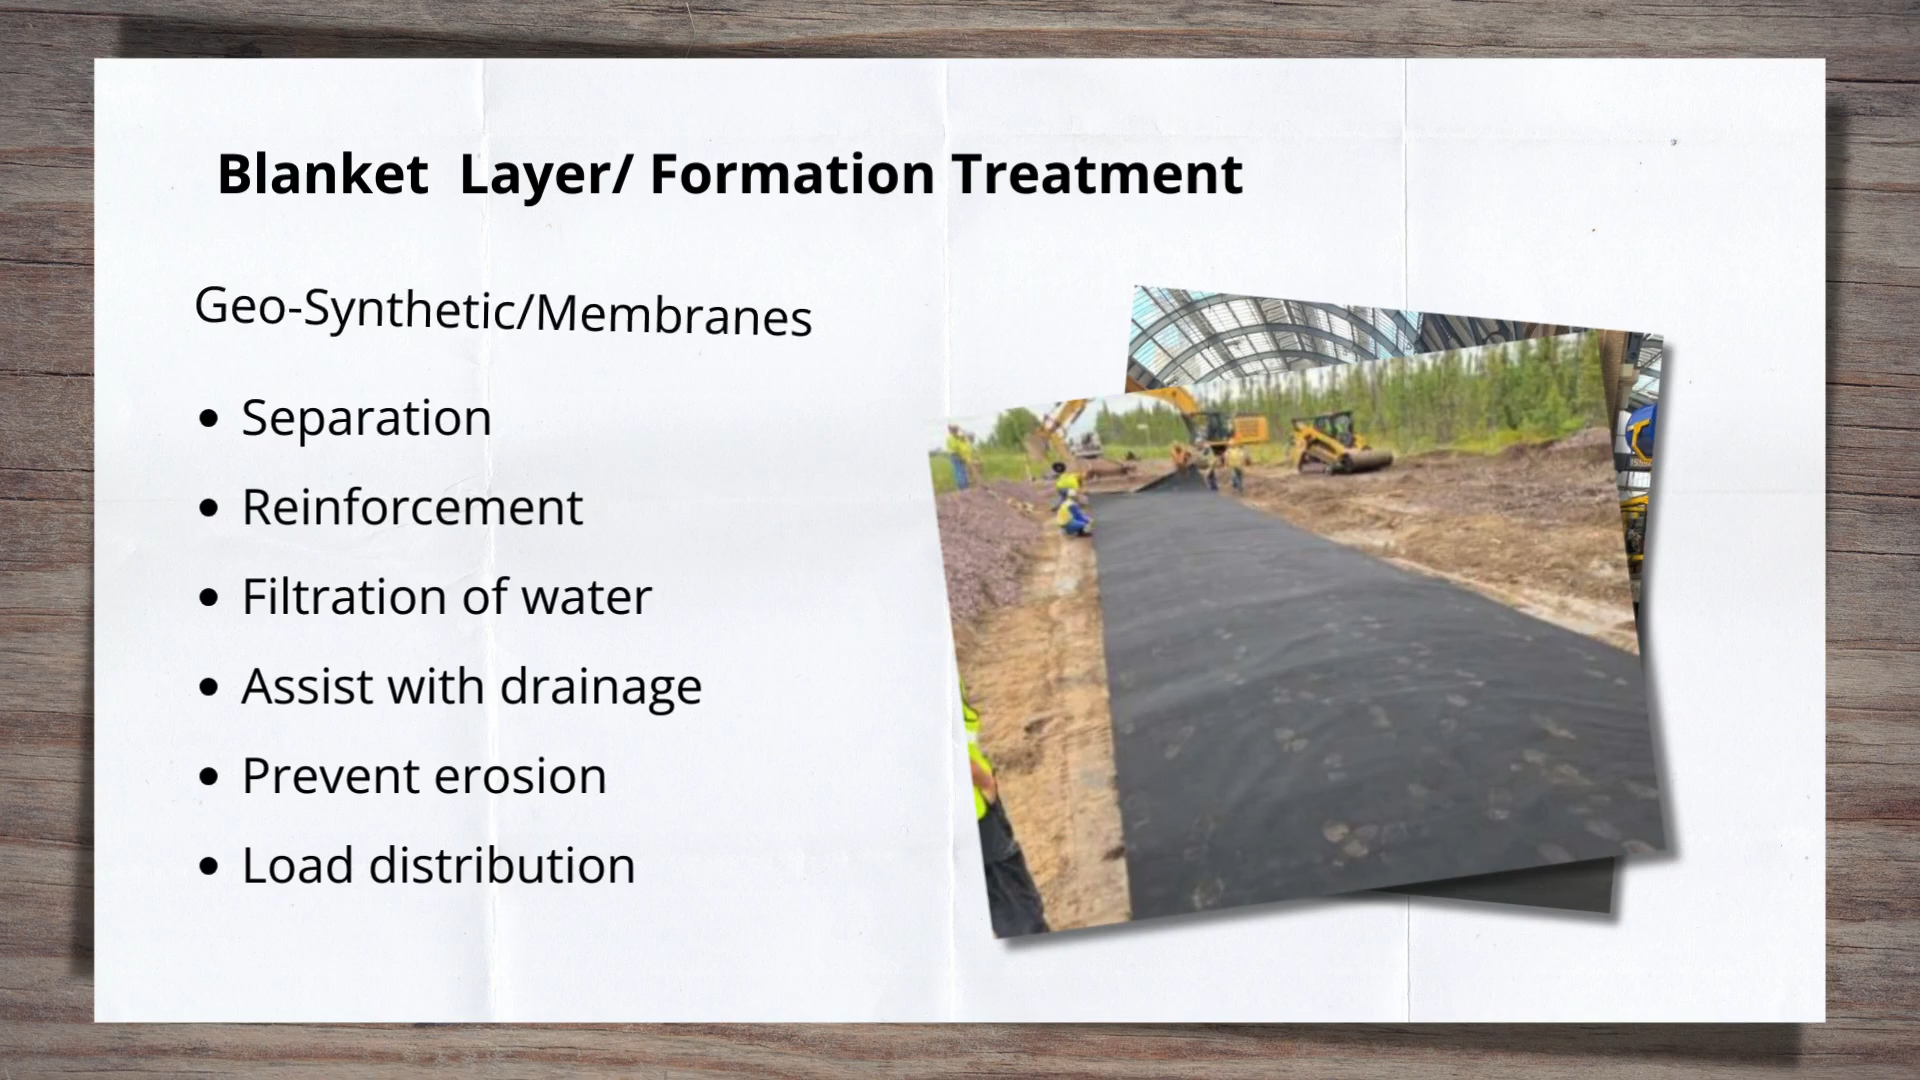 Blanket  Layer/ Formation Treatment
Geo-Synthetic/Membranes
• Separation
• Reinforcement
• Filtration of water
• Assist with drainage
• Prevent erosion
• Load distribution